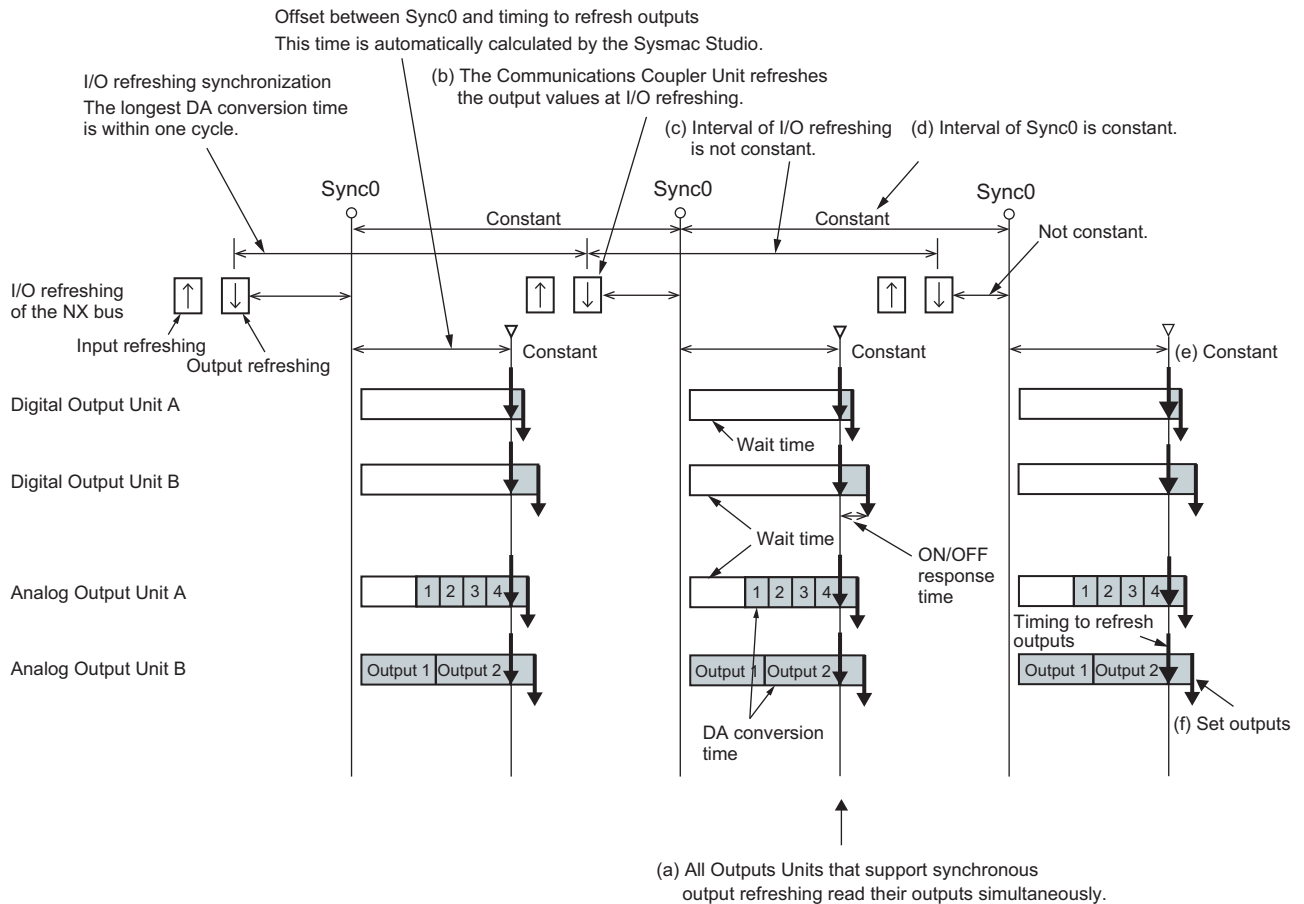 Offset between Sync0 and timing to refresh outputs
This time is automatically calculated by the Sysmac Studio.
I/O refreshing synchronization
The longest DA conversion time
is within one cycle.
(b) The Communications Coupler Unit refreshes
the output values at I/O refreshing.
(c) Interval of I/O refreshing
is not constant.
(d) Interval of Sync0 is constant.
Sync0
Sync0
Sync0
Constant
Constant
Not constant.
I/O refreshing
of the NX bus
Input refreshing
Output refreshing
Constant
Constant
(e) Constant
Digital Output Unit A
Wait time
Digital Output Unit B
Wait time
ON/OFF
response
time
Analog Output Unit A
1 2 3 4
1 2 3 4
1 2 3 4
Timing to refresh
outputs
Analog Output Unit B
Output 1 Output 2
Output 1 Output 2
Output 1 Output 2
DA conversion
time
(f) Set outputs
(a) All Outputs Units that support synchronous
output refreshing read their outputs simultaneously.